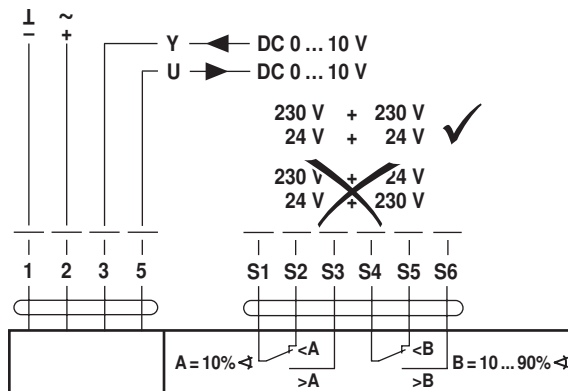 ⊥ ~
– +
Y DC 0 ... 10 V
U DC 0 ... 10 V
230 V + 230 V
24 V + 24 V
230 V + 24 V
24 V + 230 V
1 2 3 5 S1 S2 S3 S4 S5 S6
A = 10% ∢ <A <B B = 10 ... 90% ∢
>A >B